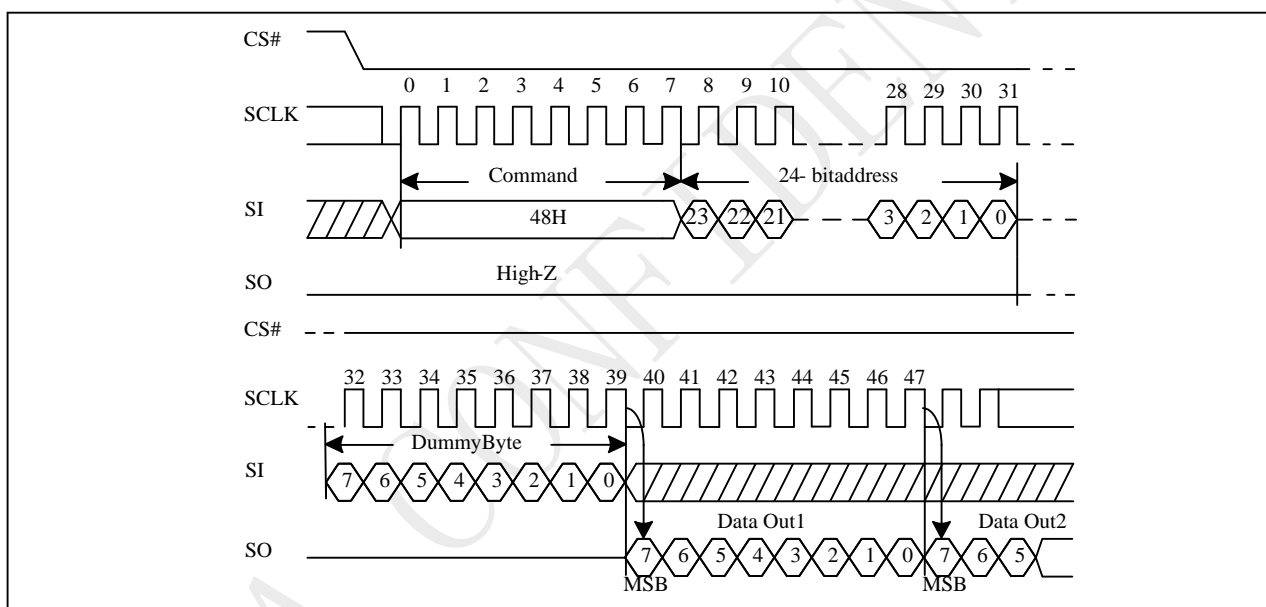 CS#
0 1 2 3 4 5 6 7 8 9 10 28 29 30 31
SCLK
Command 24- bitaddress
SI 48H 23 22 21 3 2 1 0
High-Z
SO
CS#
32 33 34 35 36 37 38 39 40 41 42 43 44 45 46 47
SCLK
DummyByte
SI 7 6 5 4 3 2 1 0
Data Out1 Data Out2
SO 7 6 5 4 3 2 1 0 7 6 5
MSB MSB
CONFIDEN
A